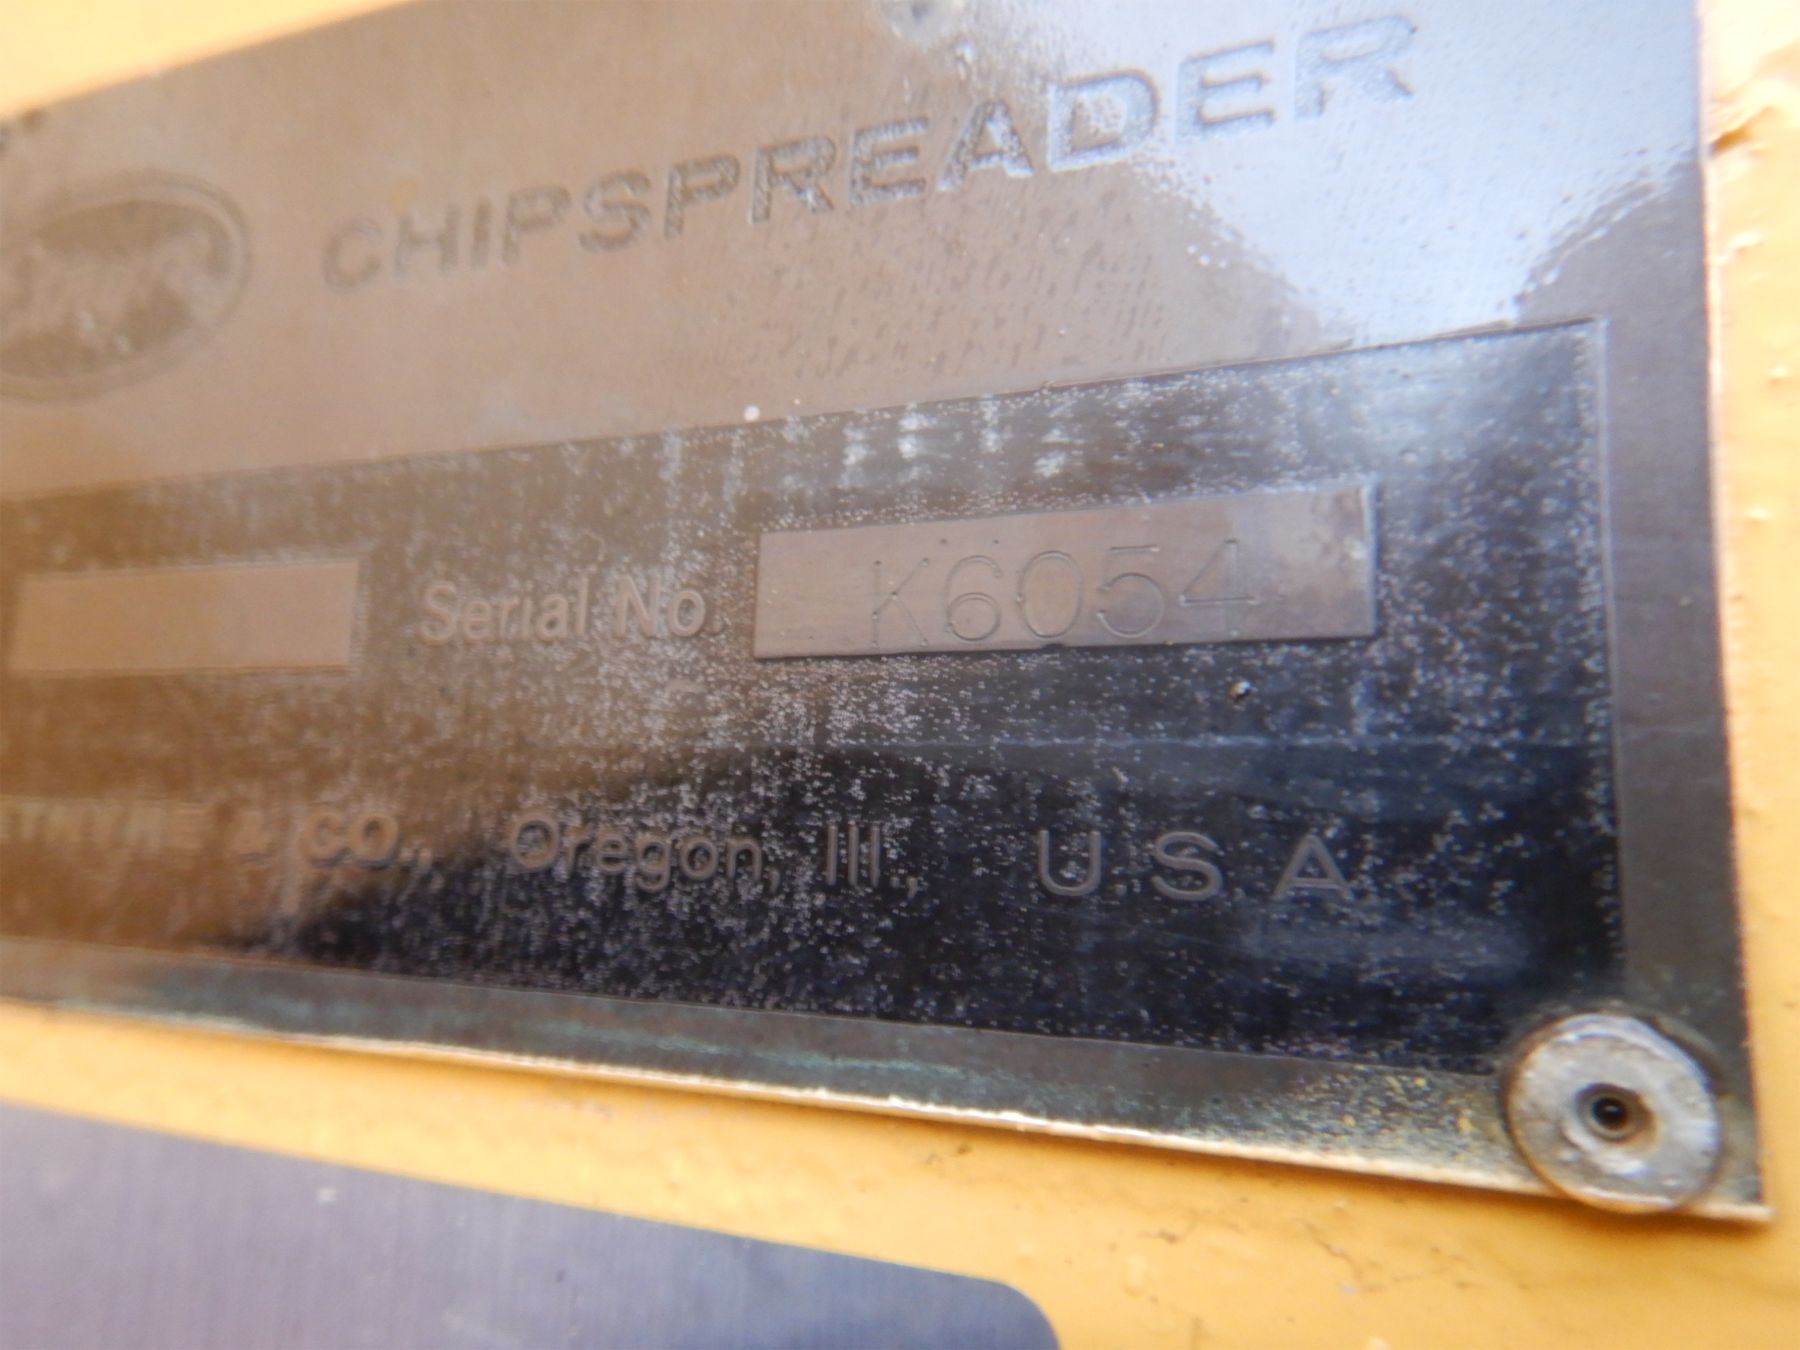 CHIPSPREADER
Serial No. K6054
& CO., Oregon, Ill., U.S.A.